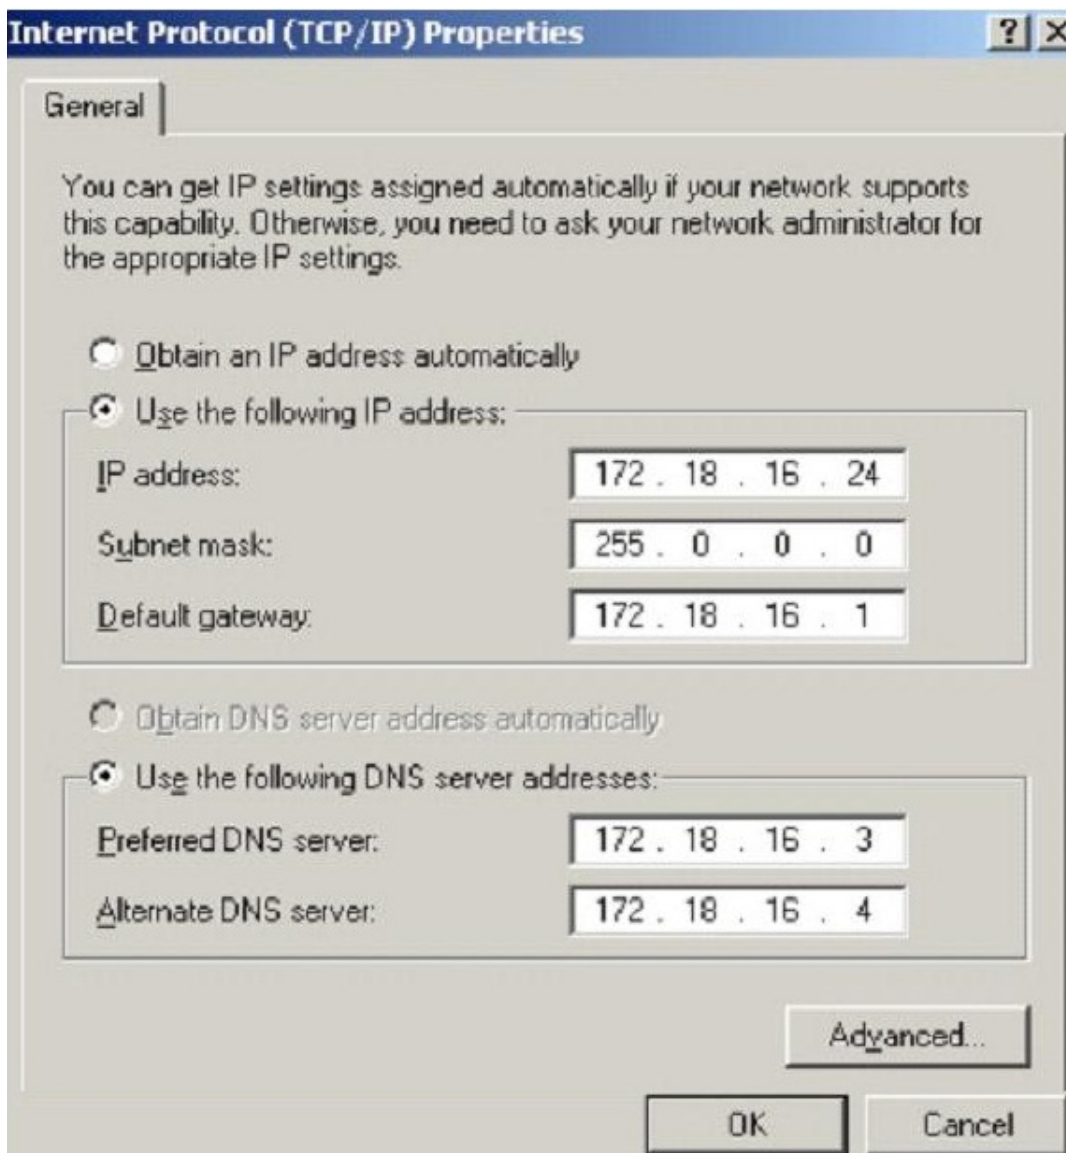 Internet Protocol (TCP/IP) Properties
General
You can get IP settings assigned automatically if your network supports
this capability. Otherwise, you need to ask your network administrator for
the appropriate IP settings.
Obtain an IP address automatically
Use the following IP address:
IP address: 172 . 18 . 16 . 24
Subnet mask: 255 . 0 . 0 . 0
Default gateway: 172 . 18 . 16 . 1
Obtain DNS server address automatically
Use the following DNS server addresses:
Preferred DNS server: 172 . 18 . 16 . 3
Alternate DNS server: 172 . 18 . 16 . 4
Advanced...
OK Cancel